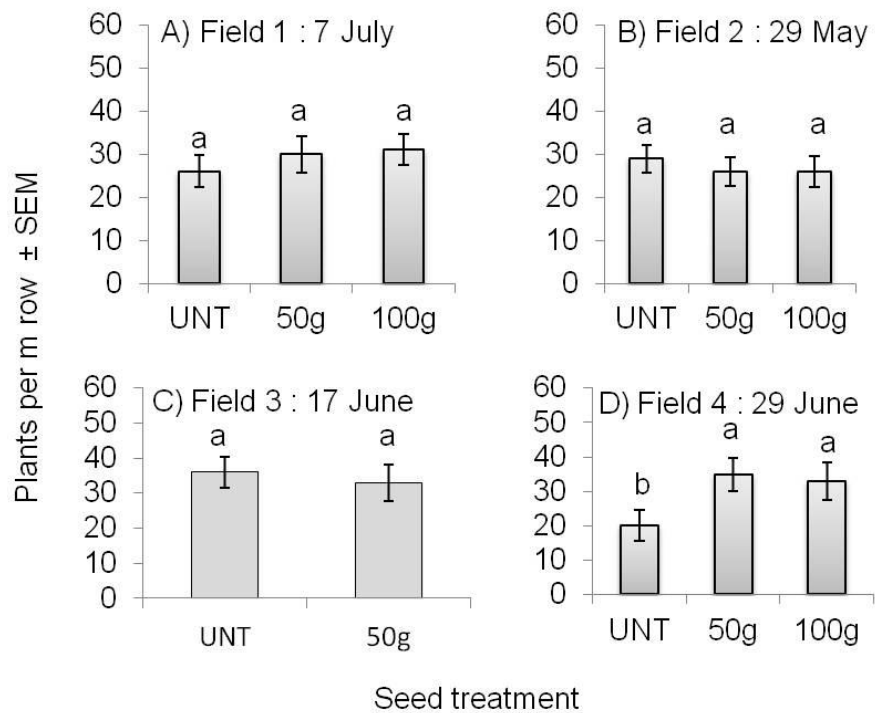 Plants per m row ± SEM
A) Field 1 : 7 July
60
50
40
30
20
10
0
a a a
UNT 50g 100g
B) Field 2 : 29 May
60
50
40
30
20
10
0
a a a
UNT 50g 100g
C) Field 3 : 17 June
60
50
40
30
20
10
0
a a
UNT 50g
D) Field 4 : 29 June
60
50
40
30
20
10
0
b a a
UNT 50g 100g
Seed treatment